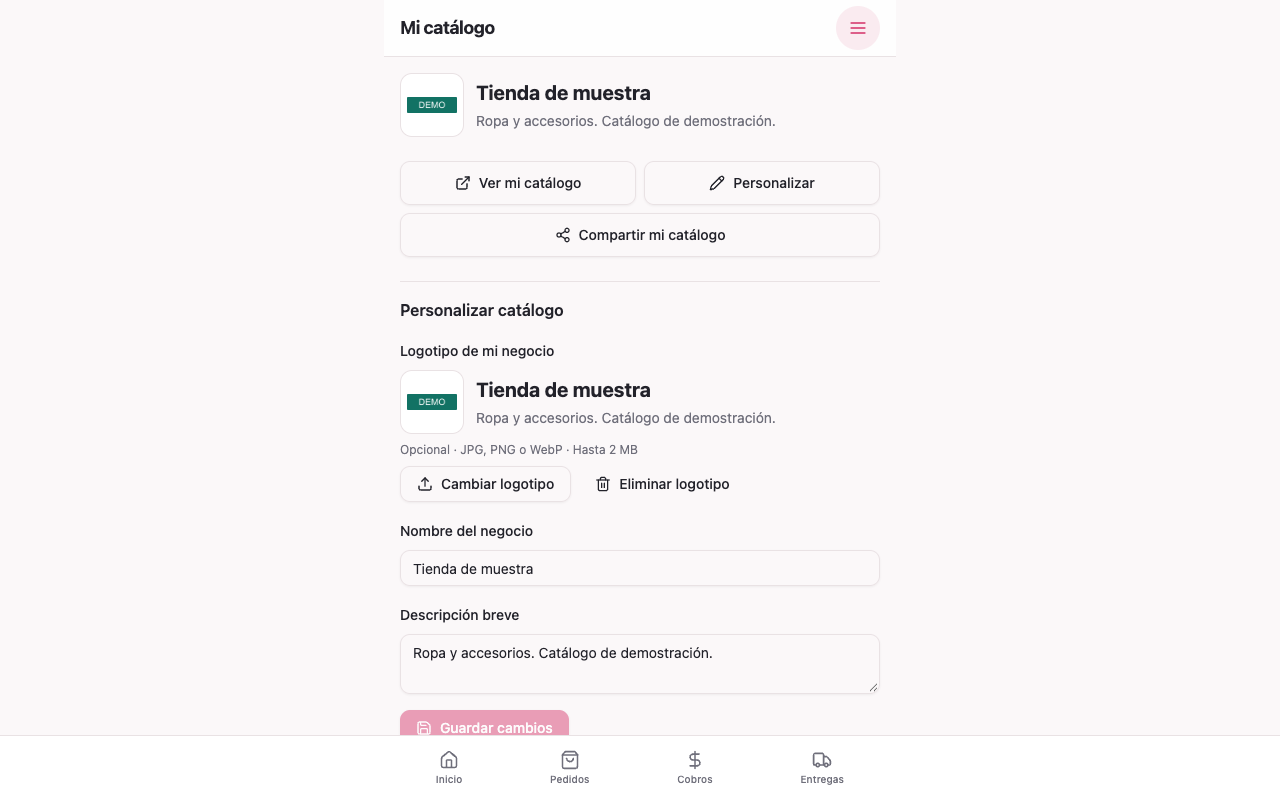 Mi catálogo
DEMO
Tienda de muestra
Ropa y accesorios. Catálogo de demostración.
Ver mi catálogo
Personalizar
Compartir mi catálogo
Personalizar catálogo
Logotipo de mi negocio
DEMO
Tienda de muestra
Ropa y accesorios. Catálogo de demostración.
Opcional · JPG, PNG o WebP · Hasta 2 MB
Cambiar logotipo
Eliminar logotipo
Nombre del negocio
Tienda de muestra
Descripción breve
Ropa y accesorios. Catálogo de demostración.
Guardar cambios
Inicio
Pedidos
Cobros
Entregas